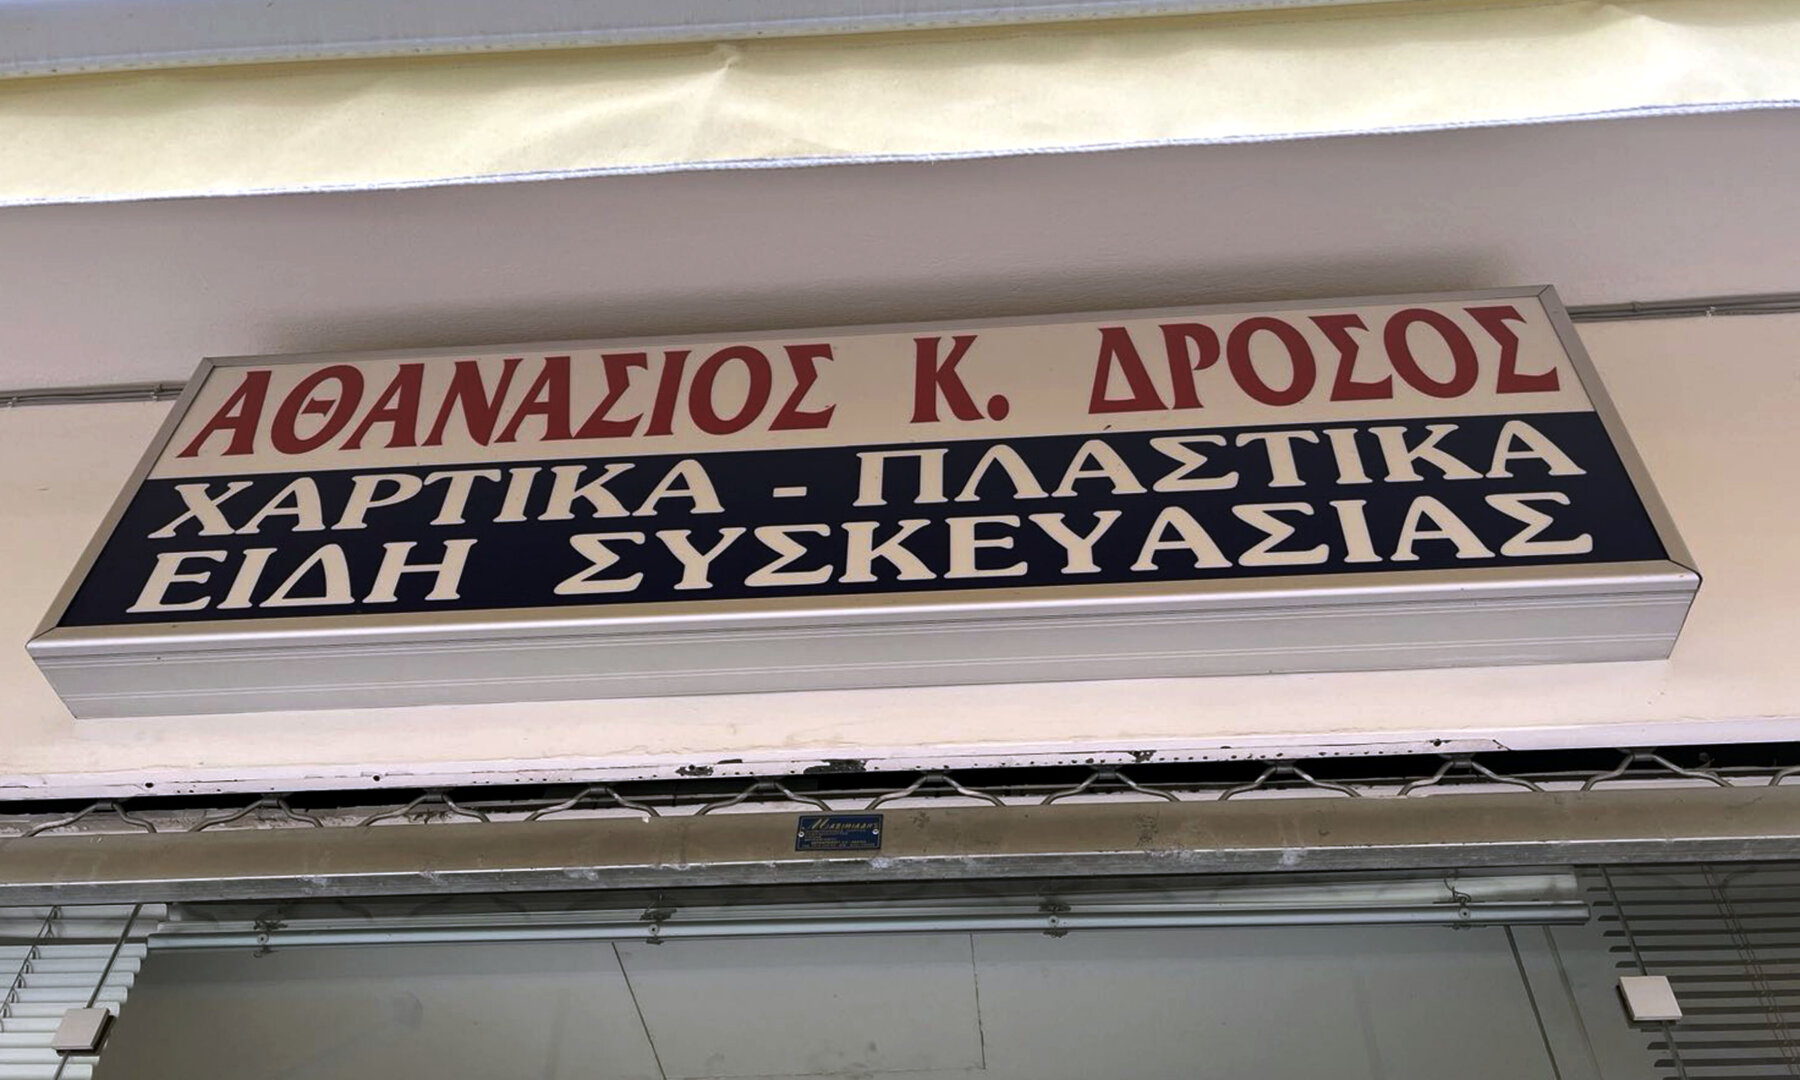 ΑΘΑΝΑΣΙΟΣ Κ. ΔΡΟΣΟΣ
ΧΑΡΤΙΚΑ - ΠΛΑΣΤΙΚΑ
ΕΙΔΗ ΣΥΣΚΕΥΑΣΙΑΣ